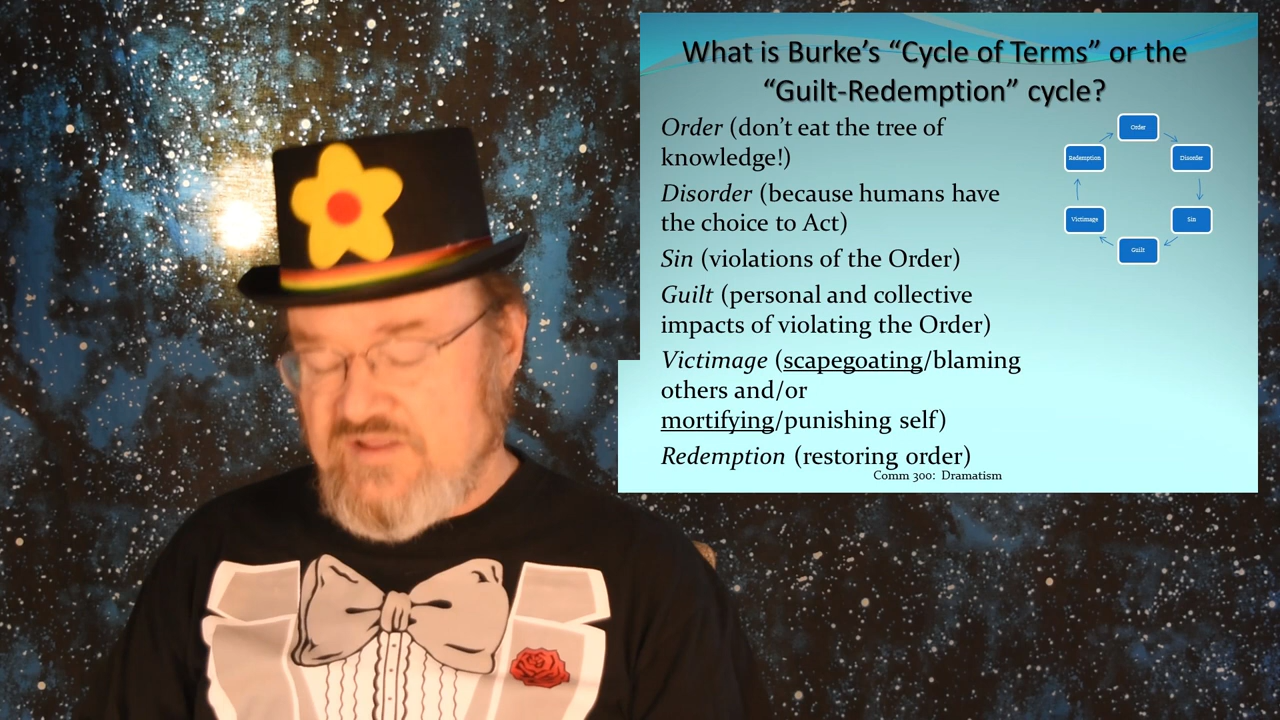 What is Burke's “Cycle of Terms” or the
“Guilt-Redemption” cycle?
Order (don't eat the tree of
knowledge!)
Disorder (because humans have
the choice to Act)
Sin (violations of the Order)
Guilt (personal and collective
impacts of violating the Order)
Victimage (scapegoating/blaming
others and/or
mortifying/punishing self)
Redemption (restoring order)
Order
Disorder
Sin
Guilt
Victimage
Redemption
Comm 300: Dramatism